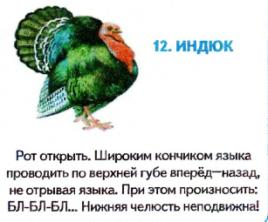 12. ИНДЮК
Рот открыть. Широким кончиком языка
проводить по верхней губе вперёд—назад,
не отрывая языка. При этом произносить:
БЛ-БЛ-БЛ... Нижняя челюсть неподвижна!